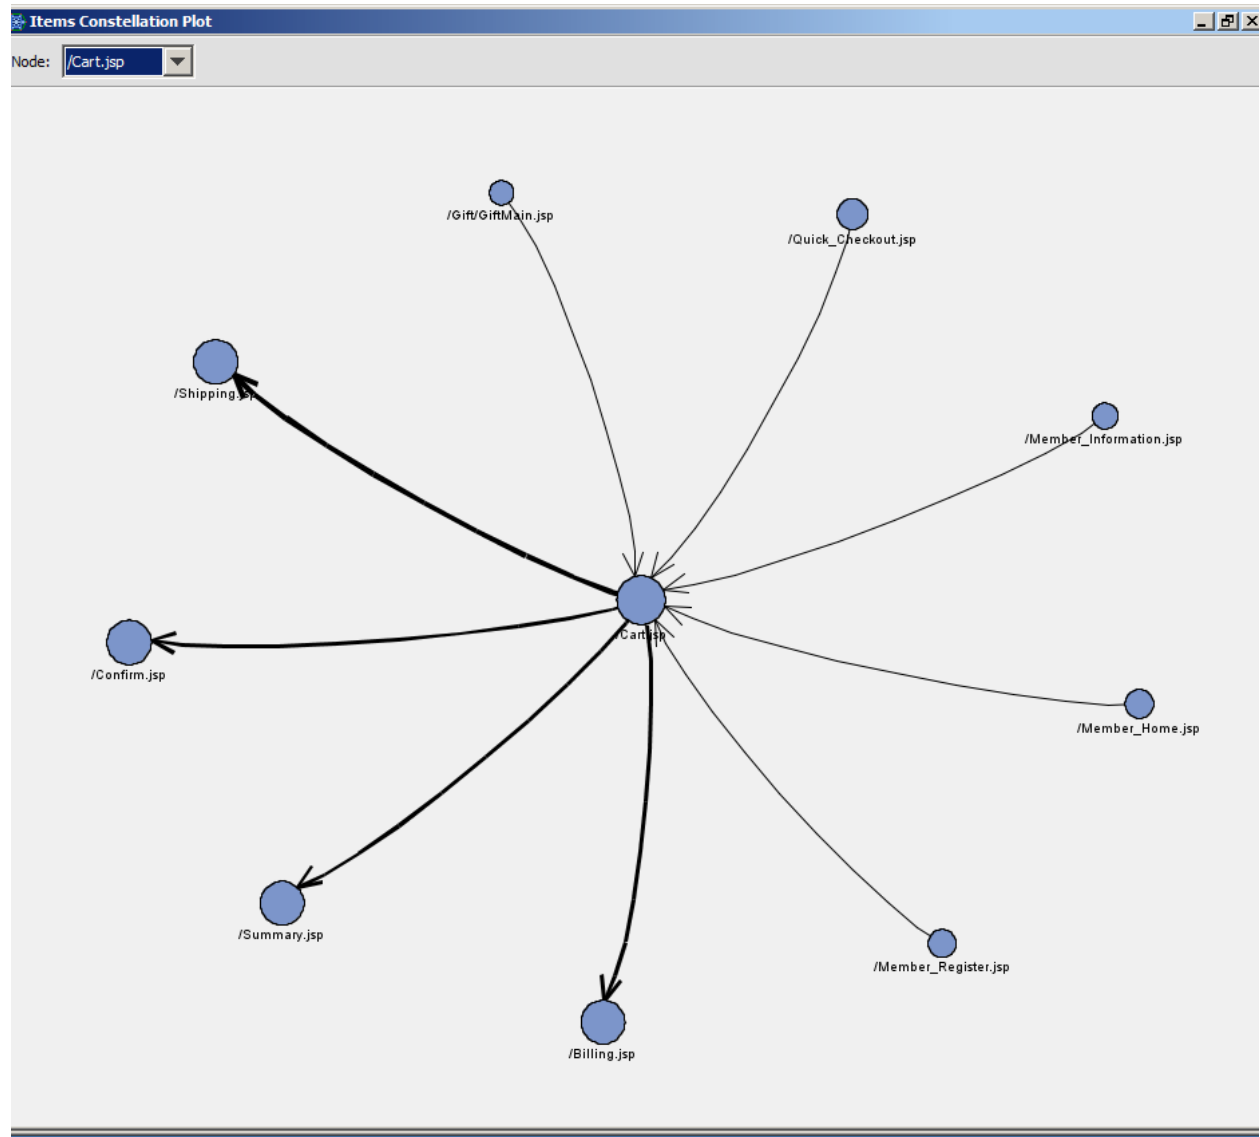 Items Constellation Plot
Node: /Cart.jsp
/Gift/GiftMain.jsp
/Quick_Checkout.jsp
/Shipping.jsp
/Member_Information.jsp
/Cart.jsp
/Confirm.jsp
/Member_Home.jsp
/Summary.jsp
/Member_Register.jsp
/Billing.jsp